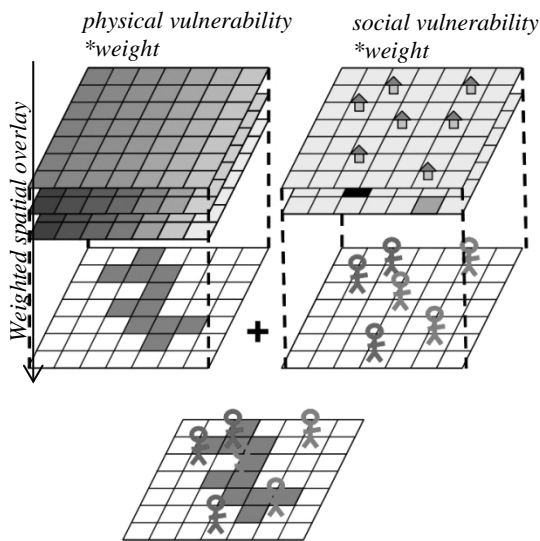 physical vulnerability
*weight
social vulnerability
*weight
Weighted spatial overlay
+